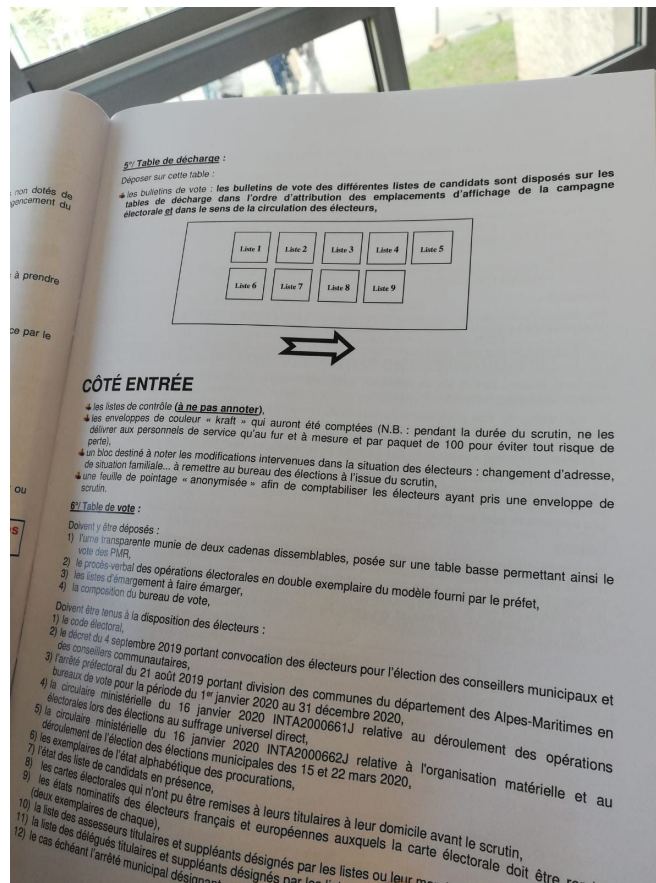 non dotés de
gencement du
à prendre
ce par le
ou
5°/ Table de décharge :
Déposer sur cette table :
les bulletins de vote : les bulletins de vote des différentes listes de candidats sont disposés sur les
tables de décharge dans l'ordre d'attribution des emplacements d'affichage de la campagne
électorale et dans le sens de la circulation des électeurs,
Liste 1 Liste 2 Liste 3 Liste 4 Liste 5
Liste 6 Liste 7 Liste 8 Liste 9
CÔTÉ ENTRÉE
les listes de contrôle (à ne pas annoter),
les enveloppes de couleur « kraft » qui auront été comptées (N.B. : pendant la durée du scrutin, ne les
délivrer aux personnels de service qu'au fur et à mesure et par paquet de 100 pour éviter tout risque de
perte),
un bloc destiné à noter les modifications intervenues dans la situation des électeurs : changement d'adresse,
de situation familiale... à remettre au bureau des élections à l'issue du scrutin,
une feuille de pointage « anonymisée » afin de comptabiliser les électeurs ayant pris une enveloppe de
scrutin.
6°/ Table de vote :
Doivent y être déposés :
1) l'urne transparente munie de deux cadenas dissemblables, posée sur une table basse permettant ainsi le
vote des PMR,
2) le procès-verbal des opérations électorales en double exemplaire du modèle fourni par le préfet,
3) les listes d'émargement à faire émarger,
4) la composition du bureau de vote,
Doivent être tenus à la disposition des électeurs :
1) le code électoral,
2) le décret du 4 septembre 2019 portant convocation des électeurs pour l'élection des conseillers municipaux et
des conseillers communautaires,
3) l'arrêté préfectoral du 21 août 2019 portant division des communes du département des Alpes-Maritimes en
bureaux de vote pour la période du 1er janvier 2020 au 31 décembre 2020,
4) la circulaire ministérielle du 16 janvier 2020 INTA2000661J relative au déroulement des opérations
électorales lors des élections au suffrage universel direct,
5) la circulaire ministérielle du 16 janvier 2020 INTA2000662J relative à l'organisation matérielle et au
déroulement de l'élection des élections municipales des 15 et 22 mars 2020,
6) les exemplaires de l'état alphabétique des procurations,
7) l'état des liste de candidats en présence,
8) les cartes électorales qui n'ont pu être remises à leurs titulaires à leur domicile avant le scrutin,
9) les états nominatifs des électeurs français et européennes auxquels la carte électorale doit être
(deux exemplaires de chaque),
10) la liste des assesseurs titulaires et suppléants désignés par les listes ou leur
11) la liste des délégués titulaires et suppléants désignés par les
12) le cas échéant l'arrêté municipal